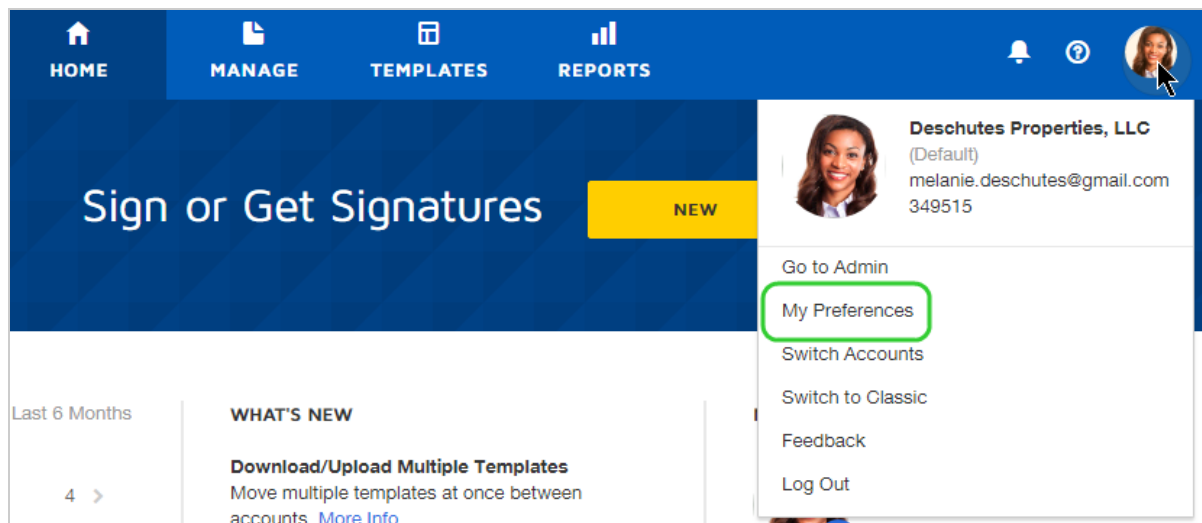 HOME MANAGE TEMPLATES REPORTS
Sign or Get Signatures
NEW
Deschutes Properties, LLC
(Default)
melanie.deschutes@gmail.com
349515
Go to Admin
My Preferences
Switch Accounts
Switch to Classic
Feedback
Log Out
Last 6 Months
4
WHAT'S NEW
Download/Upload Multiple Templates
Move multiple templates at once between
accounts. More Info